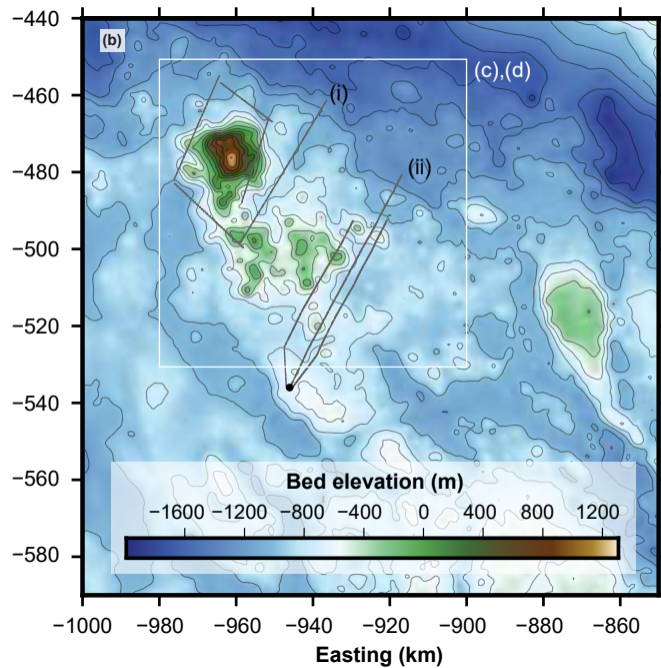 −440
(b)
(c),(d)
−460
(i)
(ii)
−480
−500
−520
−540
−560
−580
Bed elevation (m)
−1600 −1200 −800 −400 0 400 800 1200
−1000 −980 −960 −940 −920 −900 −880 −860
Easting (km)